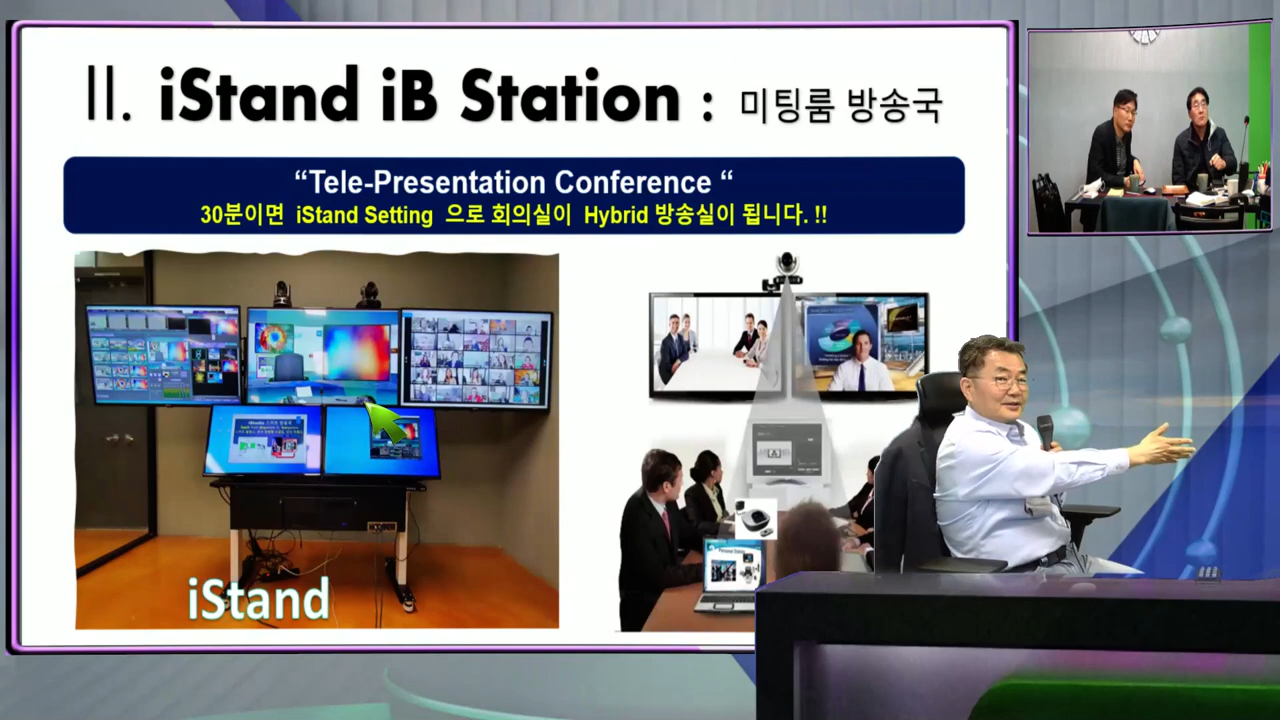 II. iStand iB Station : 미팅룸 방송국
“Tele-Presentation Conference “
30분이면 iStand Setting 으로 회의실이 Hybrid 방송실이 됩니다. !!
iStand